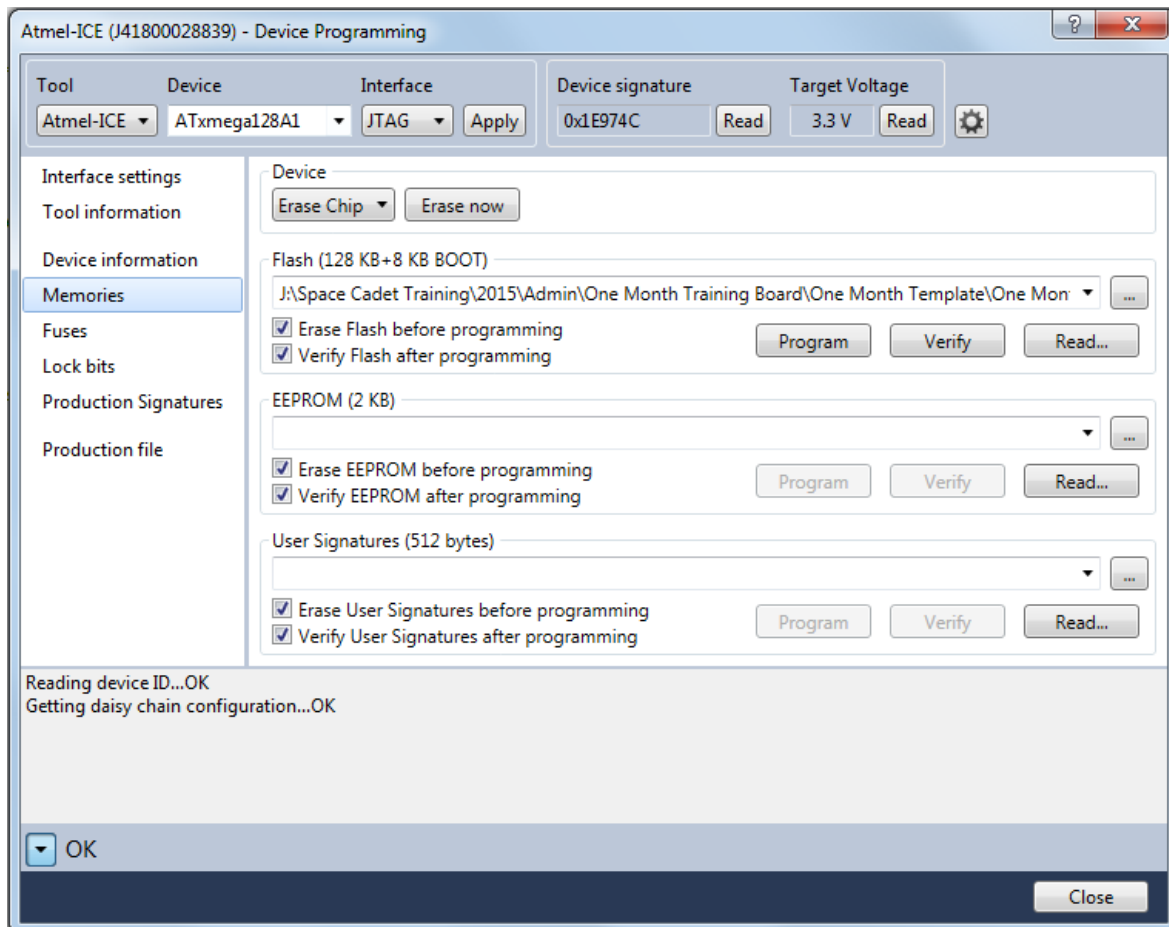 Atmel-ICE (J41800028839) - Device Programming
Tool Device Interface Device signature Target Voltage
Atmel-ICE ATxmega128A1 JTAG Apply 0x1E974C Read 3.3 V Read
Interface settings
Tool information
Device information
Memories
Fuses
Lock bits
Production Signatures
Production file
Device
Erase Chip Erase now
Flash (128 KB+8 KB BOOT)
J:\Space Cadet Training\2015\Admin\One Month Training Board\One Month Template\One Mon ...
Erase Flash before programming
Verify Flash after programming
Program Verify Read...
EEPROM (2 KB)
...
Erase EEPROM before programming
Verify EEPROM after programming
Program Verify Read...
User Signatures (512 bytes)
...
Erase User Signatures before programming
Verify User Signatures after programming
Program Verify Read...
Reading device ID...OK
Getting daisy chain configuration...OK
OK
Close